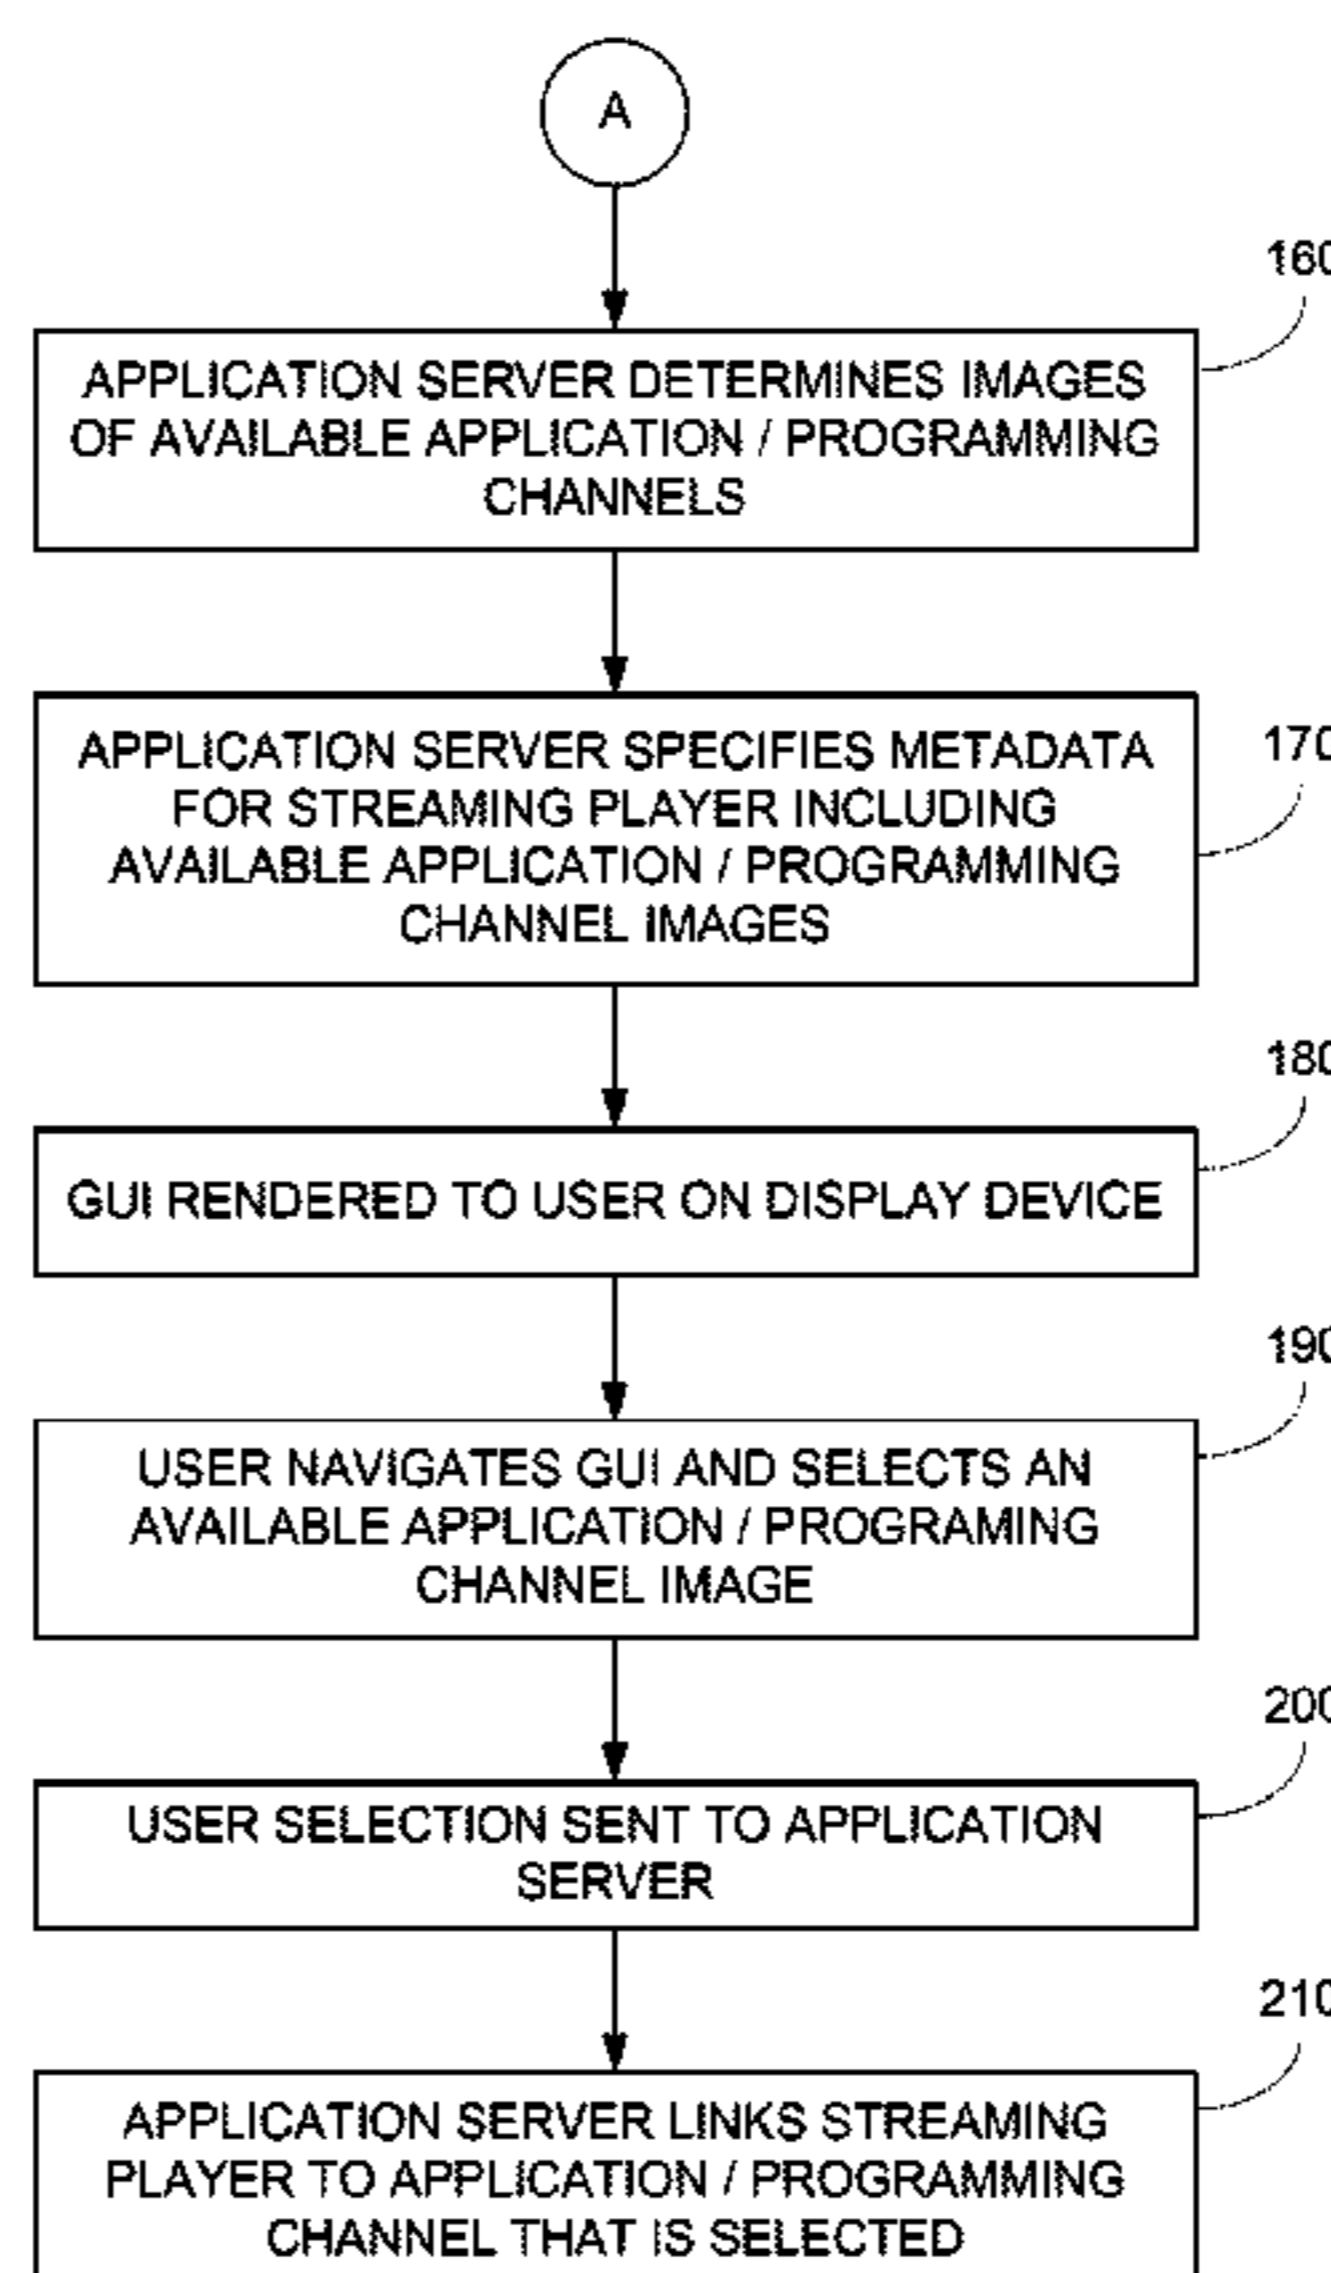 A
160
APPLICATION SERVER DETERMINES IMAGES
OF AVAILABLE APPLICATION / PROGRAMMING
CHANNELS
170
APPLICATION SERVER SPECIFIES METADATA
FOR STREAMING PLAYER INCLUDING
AVAILABLE APPLICATION / PROGRAMMING
CHANNEL IMAGES
180
GUI RENDERED TO USER ON DISPLAY DEVICE
190
USER NAVIGATES GUI AND SELECTS AN
AVAILABLE APPLICATION / PROGRAMING
CHANNEL IMAGE
200
USER SELECTION SENT TO APPLICATION
SERVER
210
APPLICATION SERVER LINKS STREAMING
PLAYER TO APPLICATION / PROGRAMMING
CHANNEL THAT IS SELECTED